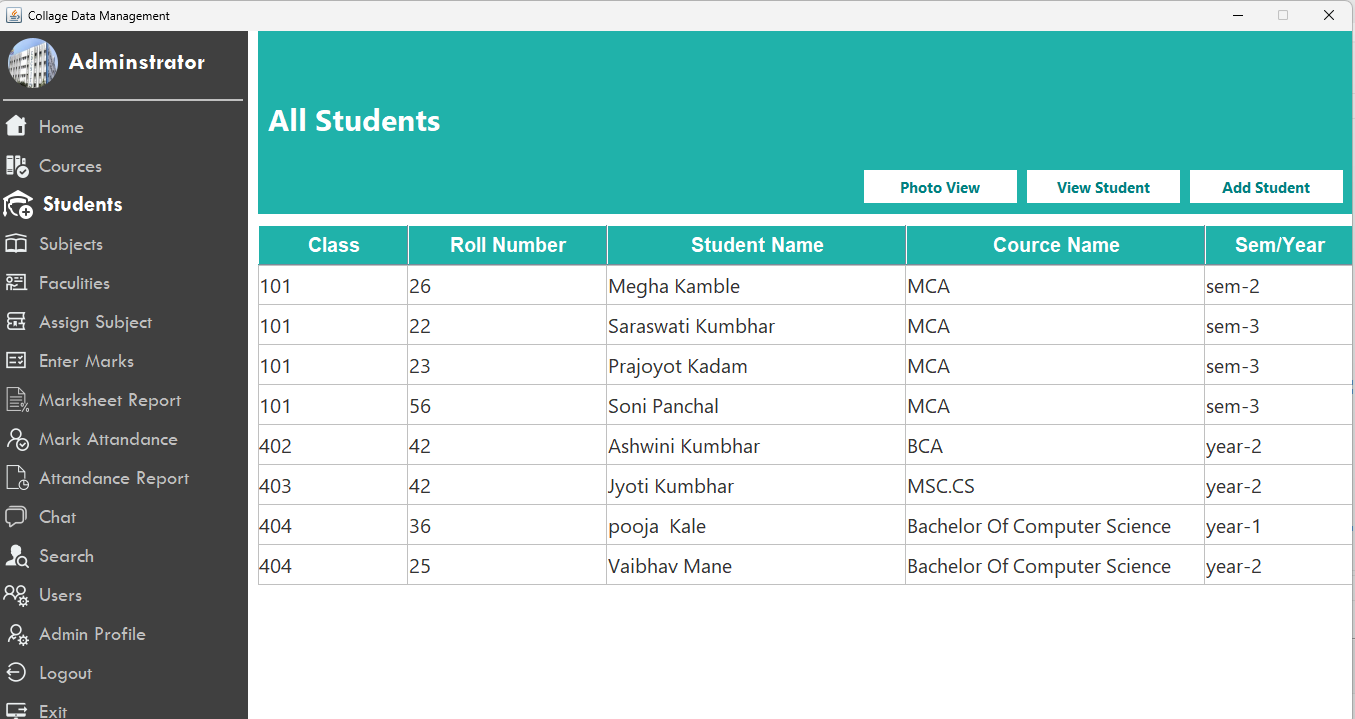 Collage Data Management
Adminstrator
Home
Cources
Students
Subjects
Faculities
Assign Subject
Enter Marks
Marksheet Report
Mark Attandance
Attandance Report
Chat
Search
Users
Admin Profile
Logout
Exit
All Students
Photo View View Student Add Student
Class Roll Number Student Name Cource Name Sem/Year
101 26 Megha Kamble MCA sem-2
101 22 Saraswati Kumbhar MCA sem-3
101 23 Prajoyot Kadam MCA sem-3
101 56 Soni Panchal MCA sem-3
402 42 Ashwini Kumbhar BCA year-2
403 42 Jyoti Kumbhar MSC.CS year-2
404 36 pooja  Kale Bachelor Of Computer Science year-1
404 25 Vaibhav Mane Bachelor Of Computer Science year-2